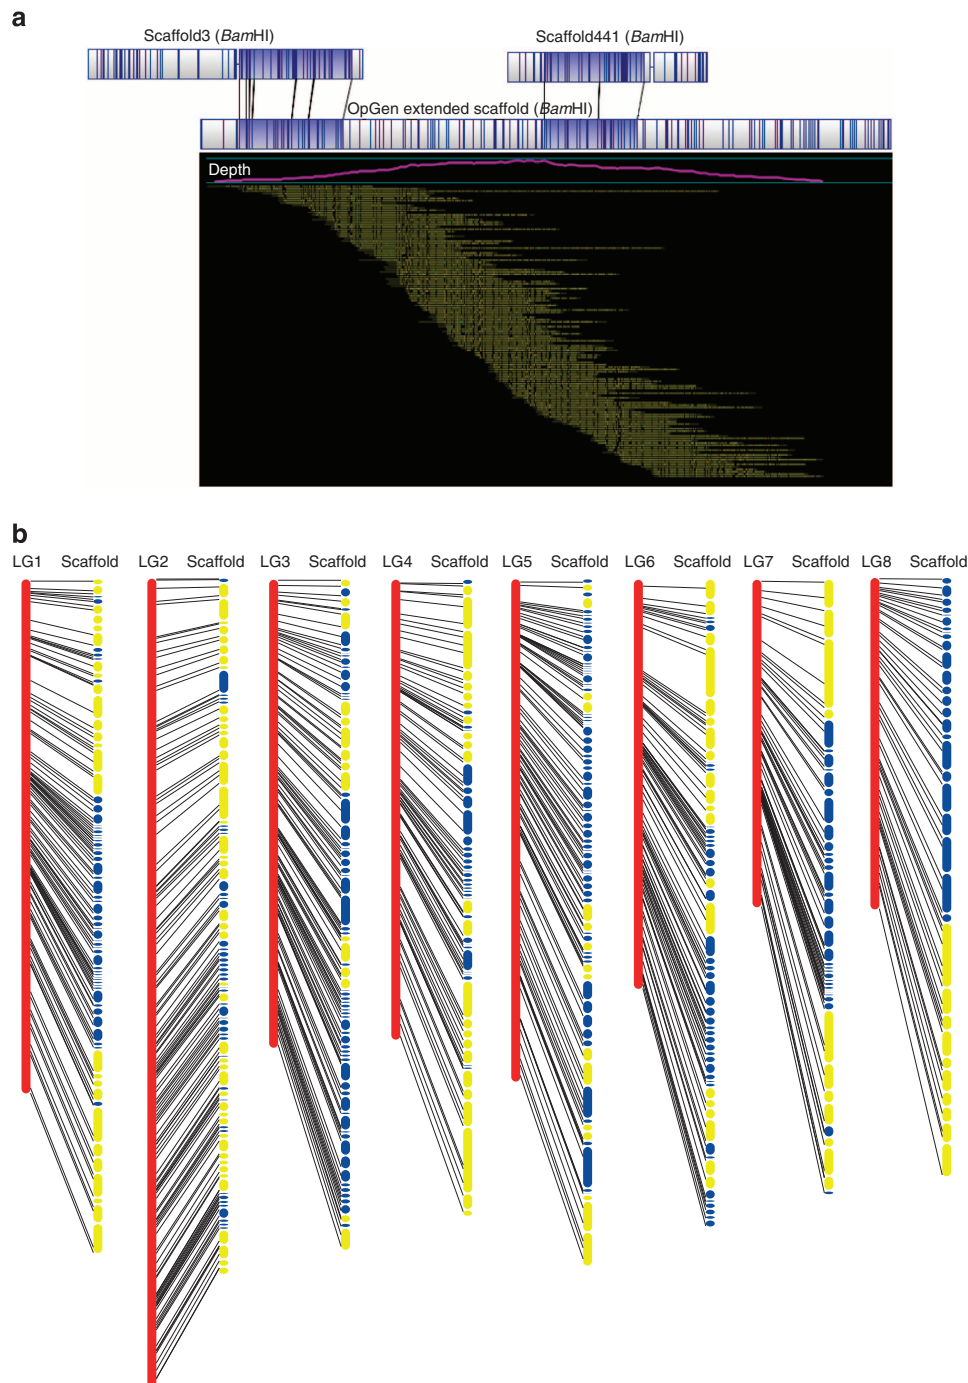 a
Scaffold3 (BamHI)
Scaffold441 (BamHI)
OpGen extended scaffold (BamHI)
Depth
b
LG1 Scaffold LG2 Scaffold LG3 Scaffold LG4 Scaffold LG5 Scaffold LG6 Scaffold LG7 Scaffold LG8 Scaffold